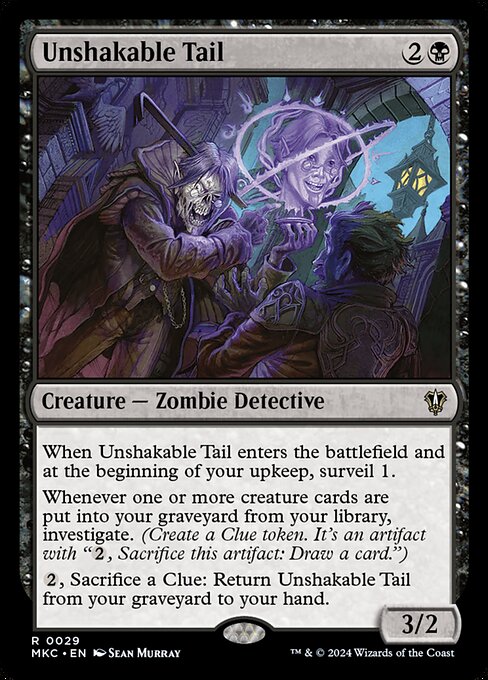 Unshakable Tail 2
Creature — Zombie Detective
When Unshakable Tail enters the battlefield and
at the beginning of your upkeep, surveil 1.
Whenever one or more creature cards are
put into your graveyard from your library,
investigate. (Create a Clue token. It's an artifact
with “2, Sacrifice this artifact: Draw a card.”)
2, Sacrifice a Clue: Return Unshakable Tail
from your graveyard to your hand.
3/2
R 0029
MKC • EN Sean Murray
™ & © 2024 Wizards of the Coast